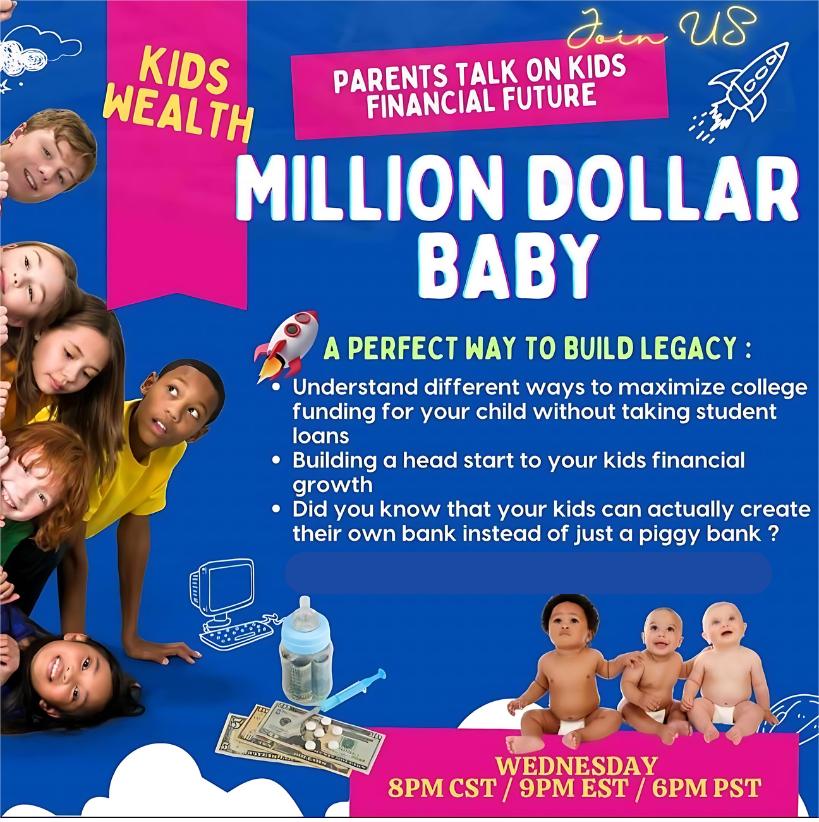 Join US
KIDS
WEALTH
PARENTS TALK ON KIDS
FINANCIAL FUTURE
MILLION DOLLAR
BABY
A PERFECT WAY TO BUILD LEGACY :
• Understand different ways to maximize college
funding for your child without taking student
loans
• Building a head start to your kids financial
growth
• Did you know that your kids can actually create
their own bank instead of just a piggy bank ?
WEDNESDAY
8PM CST / 9PM EST / 6PM PST